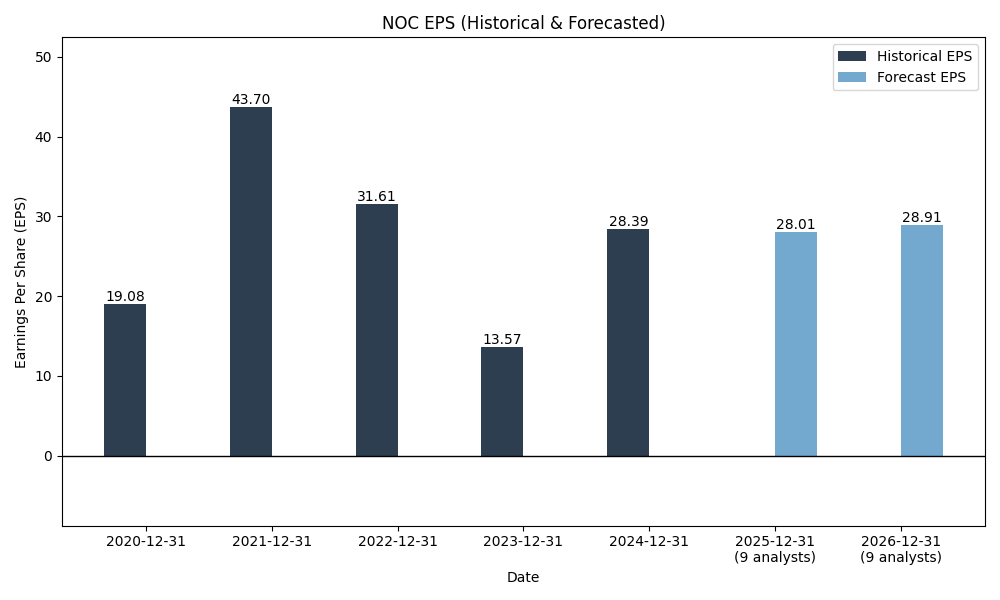 NOC EPS (Historical & Forecasted)
Historical EPS
Forecast EPS
Earnings Per Share (EPS)
50
40
30
20
10
0
19.08
43.70
31.61
13.57
28.39
28.01
28.91
2020-12-31
2021-12-31
2022-12-31
2023-12-31
2024-12-31
2025-12-31
(9 analysts)
2026-12-31
(9 analysts)
Date